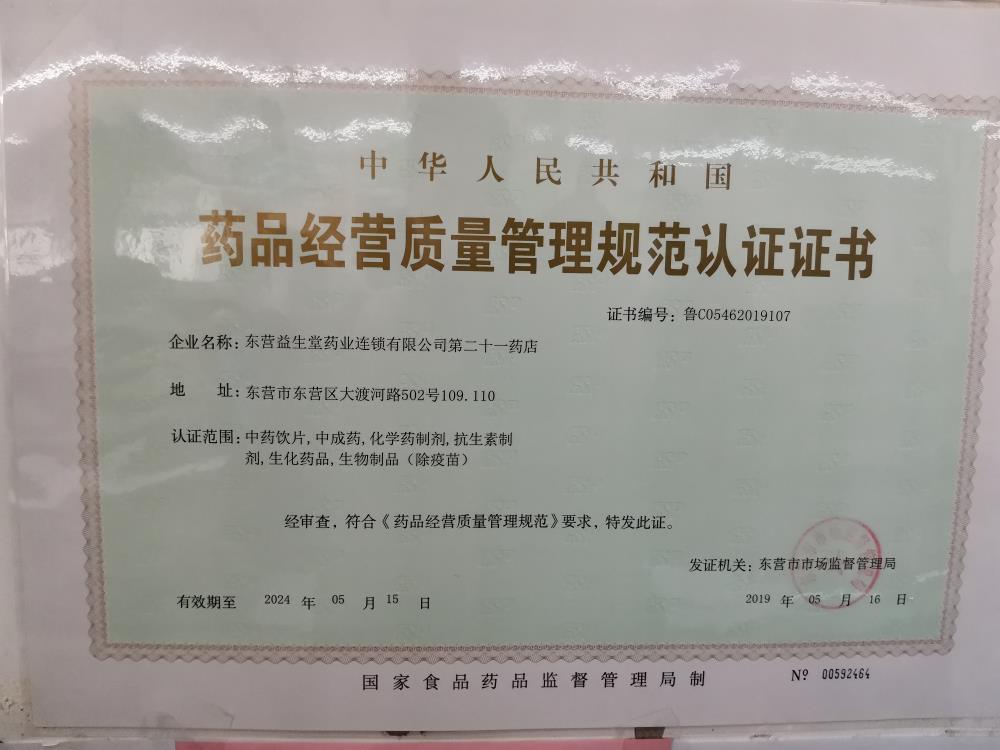 中华人民共和国
药品经营质量管理规范认证证书
证书编号：鲁C05462019107
企业名称：东营益生堂药业连锁有限公司第二十一药店
地 址：东营市东营区大渡河路502号109.110
认证范围：中药饮片,中成药,化学药制剂,抗生素制
剂,生化药品,生物制品（除疫苗）
经审查，符合《药品经营质量管理规范》要求，特发此证。
发证机关：东营市市场监督管理局
有效期至 2024 年 05 月 15 日
2019 年 05 月 16 日
国家食品药品监督管理局制
Nº 00592464